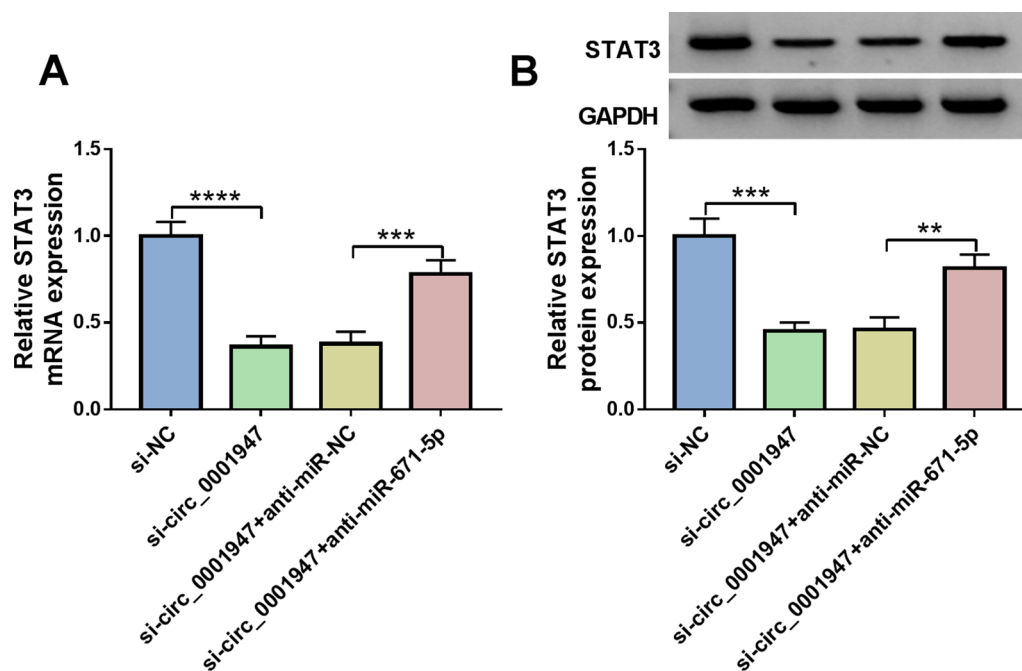 A
Relative STAT3
mRNA expression
1.5
1.0
0.5
0.0
****
***
si-NC
si-circ_0001947
si-circ_0001947+anti-miR-NC
si-circ_0001947+anti-miR-671-5p
B
STAT3
GAPDH
Relative STAT3
protein expression
1.5
1.0
0.5
0.0
***
**
si-NC
si-circ_0001947
si-circ_0001947+anti-miR-NC
si-circ_0001947+anti-miR-671-5p